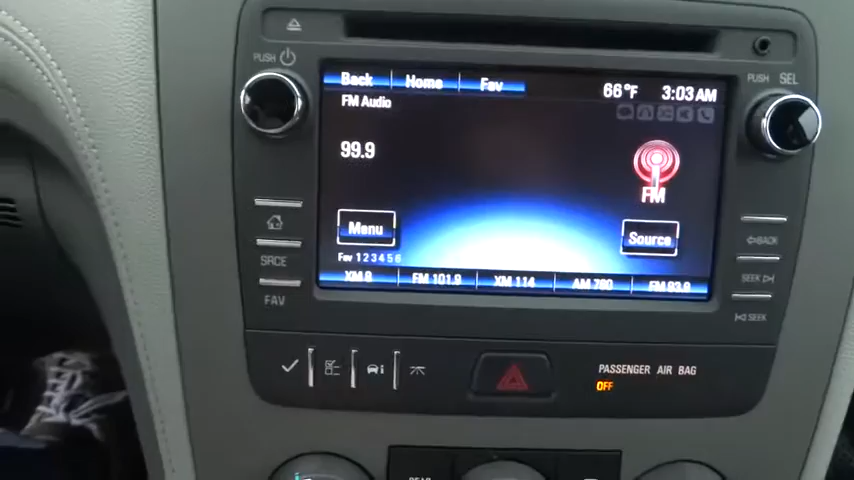 PUSH
PUSH SEL
Back Home Fav 66°F 3:03 AM
FM Audio
99.9
FM
Menu
Source
Fav 1 2 3 4 5 6
XM 8 FM 101.9 XM 114 AM 780 FM 93.9
SRCE
FAV
BACK
SEEK
SEEK
PASSENGER AIR BAG
OFF
REAR